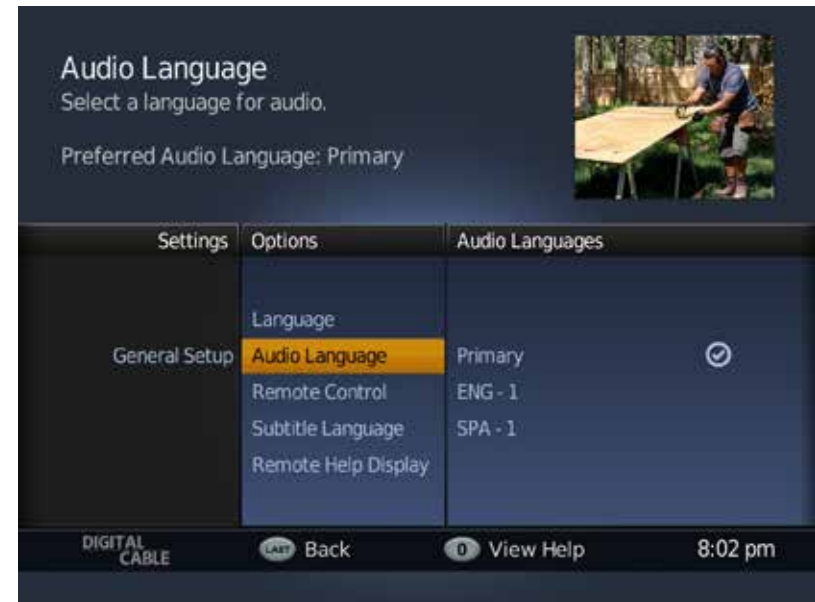 Audio Language
Select a language for audio.
Preferred Audio Language: Primary
Settings
Options
Audio Languages
Language
General Setup
Audio Language
Primary
Remote Control
ENG - 1
Subtitle Language
SPA - 1
Remote Help Display
DIGITAL
CABLE
LAST Back
0 View Help
8:02 pm